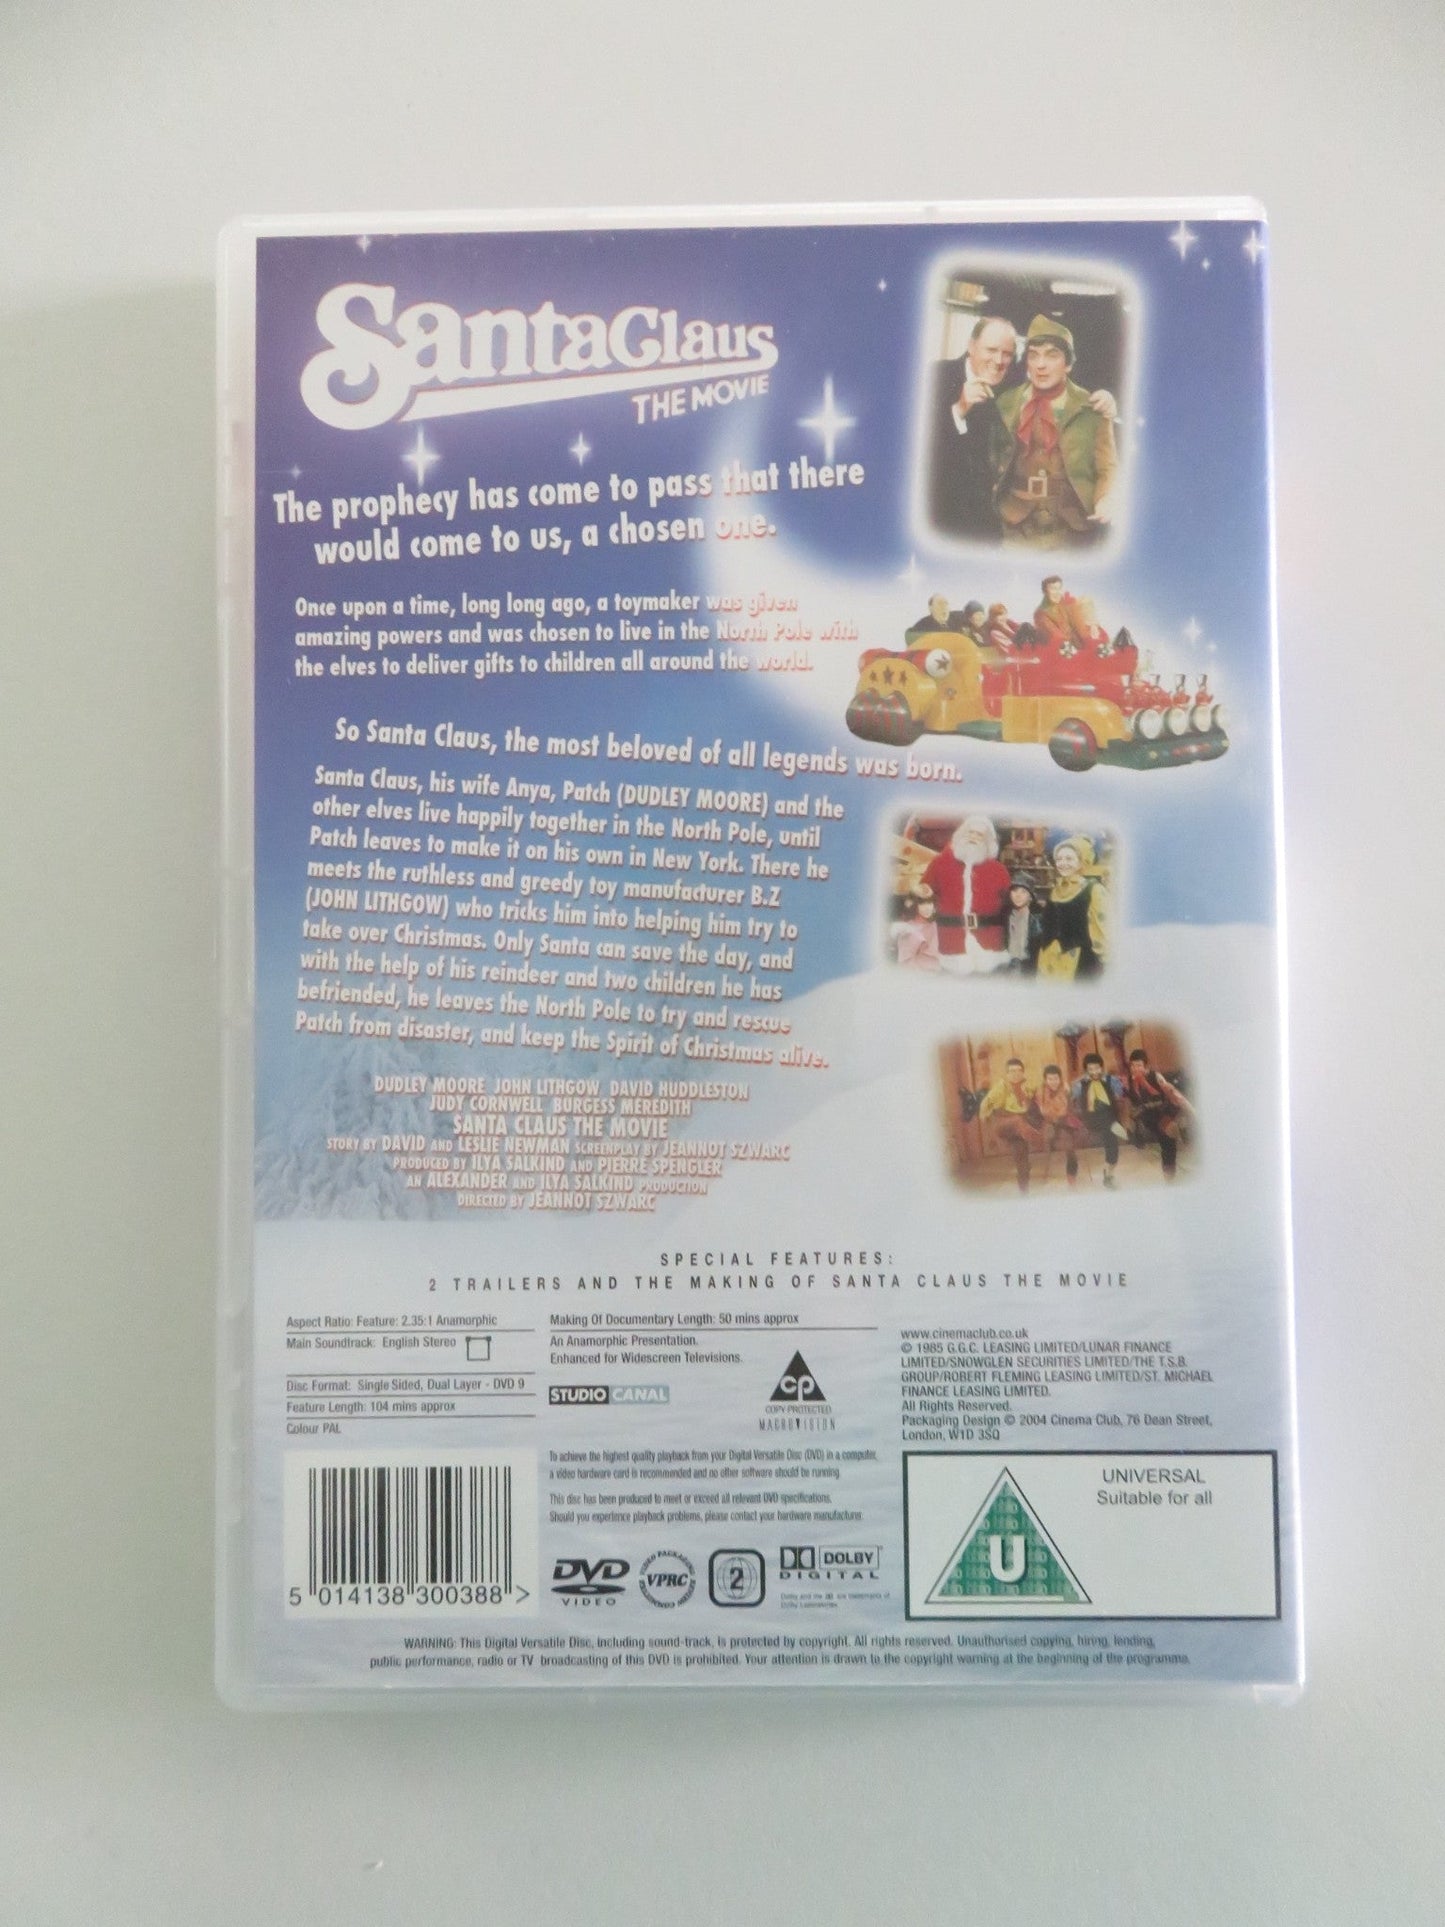 Santa Claus
THE MOVIE
The prophecy has come to pass that there
would come to us, a chosen one.
Once upon a time, long long ago, a toymaker was given
amazing powers and was chosen to live in the North Pole with
the elves to deliver gifts to children all around the world.
So Santa Claus, the most beloved of all legends was born.
Santa Claus, his wife Anya, Patch (DUDLEY MOORE) and the
other elves live happily together in the North Pole, until
Patch leaves to make it on his own in New York. There he
meets the ruthless and greedy toy manufacturer B.Z
(JOHN LITHGOW) who tricks him into helping him try to
take over Christmas. Only Santa can save the day, and
with the help of his reindeer and two children he has
befriended, he leaves the North Pole to try and rescue
Patch from disaster, and keep the Spirit of Christmas alive.
DUDLEY MOORE JOHN LITHGOW DAVID HUDDLESTON
JUDY CORNWELL BURGESS MEREDITH
SANTA CLAUS THE MOVIE
STORY BY DAVID AND LESLIE NEWMAN SCREENPLAY BY JEANNOT SZWARC
PRODUCED BY ILYA SALKIND AND PIERRE SPENGLER
AN ALEXANDER AND ILYA SALKIND PRODUCTION
DIRECTED BY JEANNOT SZWARC
SPECIAL FEATURES:
2 TRAILERS AND THE MAKING OF SANTA CLAUS THE MOVIE
Aspect Ratio: Feature: 2.35:1 Anamorphic
Main Soundtrack: English Stereo
Disc Format: Single Sided, Dual Layer - DVD 9
Feature Length: 104 mins approx
Colour PAL
Making Of Documentary Length: 50 mins approx
An Anamorphic Presentation.
Enhanced for Widescreen Televisions.
STUDIO CANAL
cp
COPY PROTECTED
MACROVISION
www.cinemaclub.co.uk
© 1985 G.G.C. LEASING LIMITED/LUNAR FINANCE
LIMITED/SNOWGLEN SECURITIES LIMITED/THE T.S.B.
GROUP/ROBERT FLEMING LEASING LIMITED/ST. MICHAEL
FINANCE LEASING LIMITED.
All Rights Reserved.
Packaging Design © 2004 Cinema Club, 76 Dean Street,
London, W1D 3SQ
To achieve the highest quality playback from your Digital Versatile Disc (DVD) in a computer,
a video hardware card is recommended and no other software should be running
This disc has been produced to meet or exceed all relevant DVD specifications.
Should you experience playback problems, please contact your hardware manufacturer.
5 014138 300388 >
DVD
VIDEO
VPRC
2
DOLBY
DIGITAL
UNIVERSAL
Suitable for all
U
WARNING: This Digital Versatile Disc, including sound-track, is protected by copyright. All rights reserved. Unauthorised copying, hiring, lending,
public performance, radio or TV broadcasting of this DVD is prohibited. Your attention is drawn to the copyright warning at the beginning of the programme.